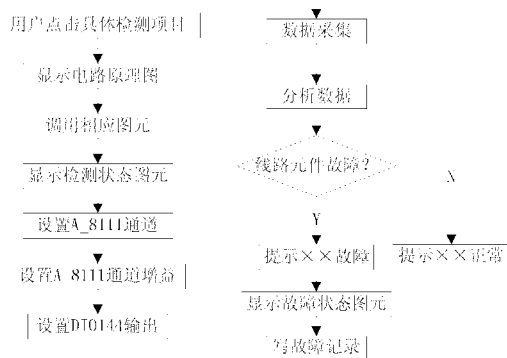 用户点击具体检测项目
显示电路原理图
调用相应图元
显示检测状态图元
设置A_8111通道
设置A_8111通道增益
设置DT0144输出
数据采集
分析数据
线路元件故障?
N
Y
提示××故障
提示××正常
显示故障状态图元
写故障记录